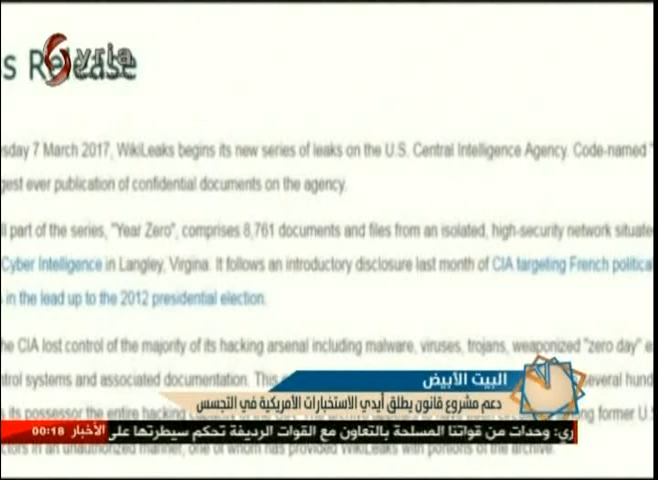 Syria
s Release
sday 7 March 2017, WikiLeaks begins its new series of leaks on the U.S. Central Intelligence Agency. Code-named "
gest ever publication of confidential documents on the agency.
ll part of the series, "Year Zero", comprises 8,761 documents and files from an isolated, high-security network situate
Cyber Intelligence in Langley, Virgina. It follows an introductory disclosure last month of CIA targeting French politica
in the lead up to the 2012 presidential election.
he CIA lost control of the majority of its hacking arsenal including malware, viruses, trojans, weaponized "zero day" e
ntrol systems and associated documentation. This everal hund
البيت الأبيض
دعم مشروع قانون يطلق أيدي الاستخبارات الأمريكية في التجسس
its possessor the entire hacking ng former U.S
ري: وحدات من قواتنا المسلحة بالتعاون مع القوات الرديفة تحكم سيطرتها على
الأخبار 00:18
ctors in an unauthorized manner, one of whom has provided WikiLeaks with portions of the archive.